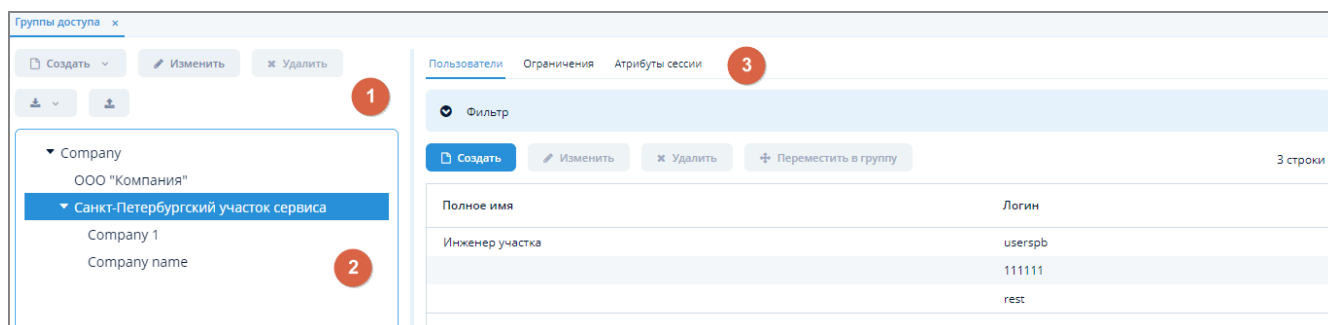 Группы доступа x
Создать
Изменить
Удалить
1
Company
ООО "Компания"
Санкт-Петербургский участок сервиса
Company 1
Company name
2
Пользователи Ограничения Атрибуты сессии 3
Фильтр
Создать Изменить Удалить Переместить в группу 3 строки
Полное имя Логин
Инженер участка userspb
111111
rest